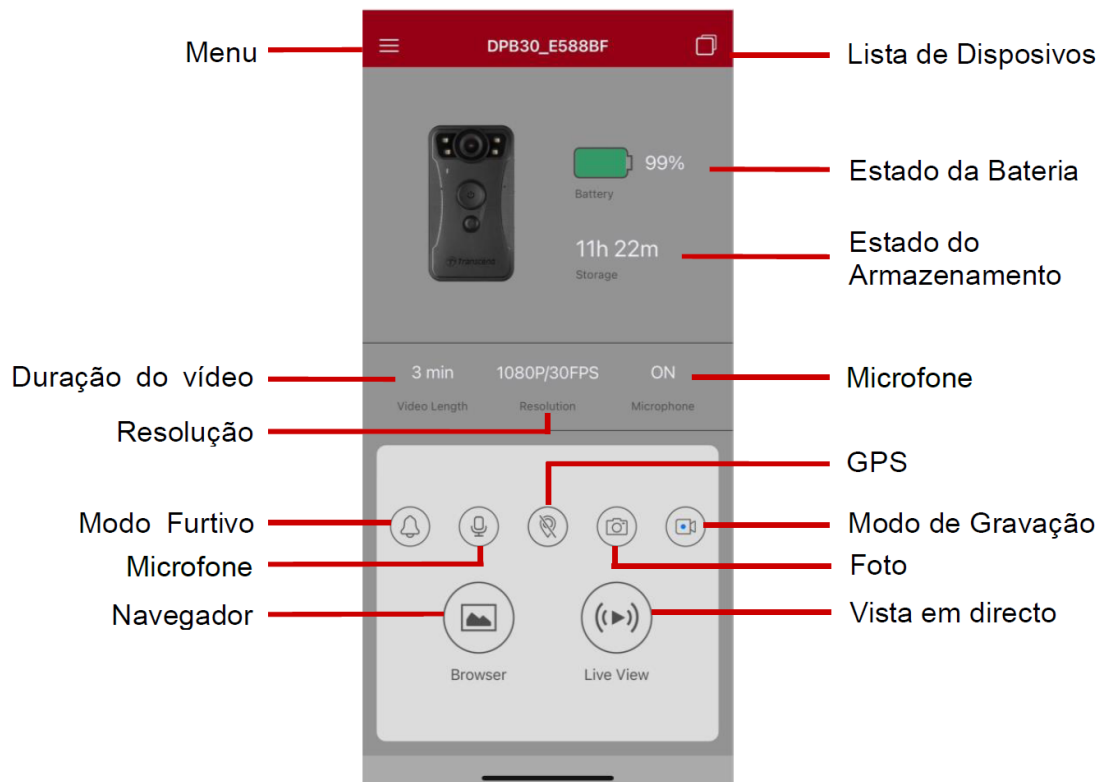 Menu
DPB30_E588BF
Lista de Disposivos
99%
Estado da Bateria
Battery
11h 22m
Estado do
Armazenamento
Storage
Transcend
Duração do vídeo
3 min
1080P/30FPS
ON
Microfone
Video Length
Resolution
Microphone
Resolução
GPS
Modo Furtivo
Modo de Gravação
Microfone
Foto
Navegador
Vista em directo
Browser
Live View